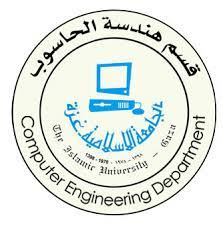 قسم هندسة الحاسوب
الجامعة الإسلامية غزة
The Islamic University - Gaza
Computer Engineering Department